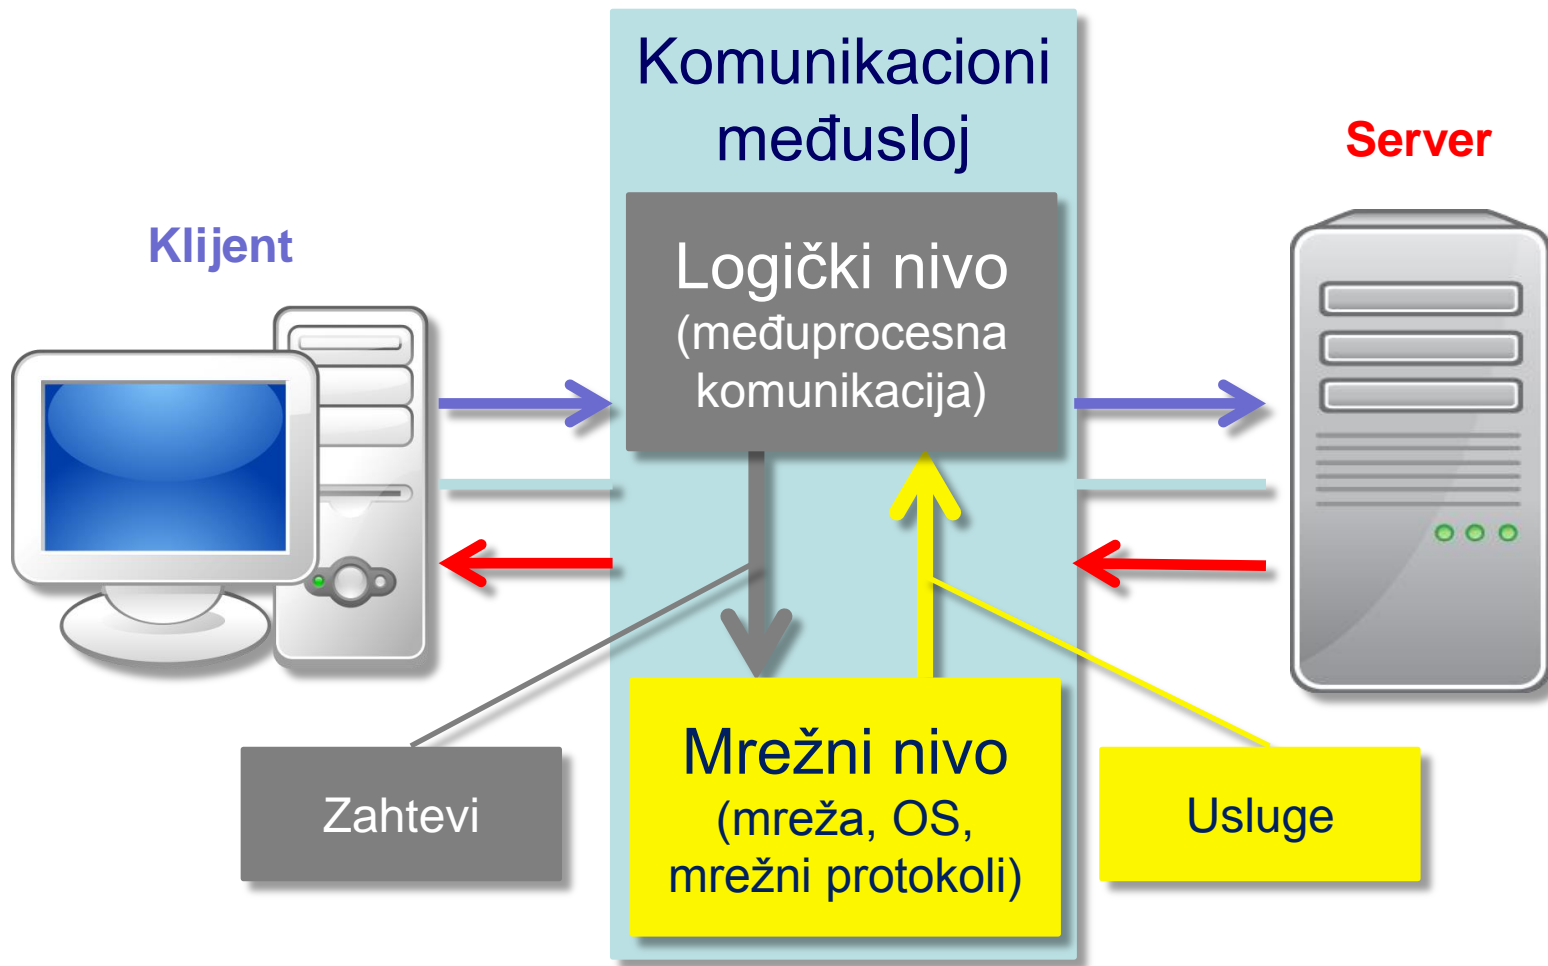 Komunikacioni
međusloj
Server
Klijent
Logički nivo
(međuprocesna
komunikacija)
Mrežni nivo
(mreža, OS,
mrežni protokoli)
Zahtevi
Usluge